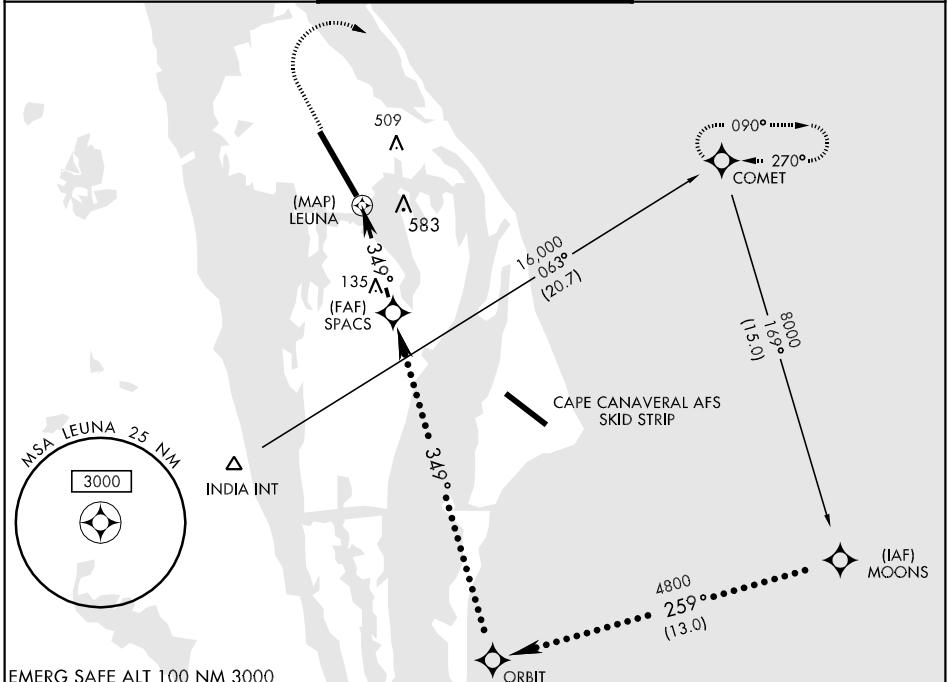 509
090°
270°
COMET
(MAP)
LEUNA
583
349°
16,000
063°
(20.7)
135
(FAF)
SPACS
8000
169°
(15.0)
CAPE CANAVERAL AFS
SKID STRIP
MSA LEUNA 25 NM
3000
INDIA INT
349°
(IAF)
MOONS
4800
259°
(13.0)
EMERG SAFE ALT 100 NM 3000
ORBIT